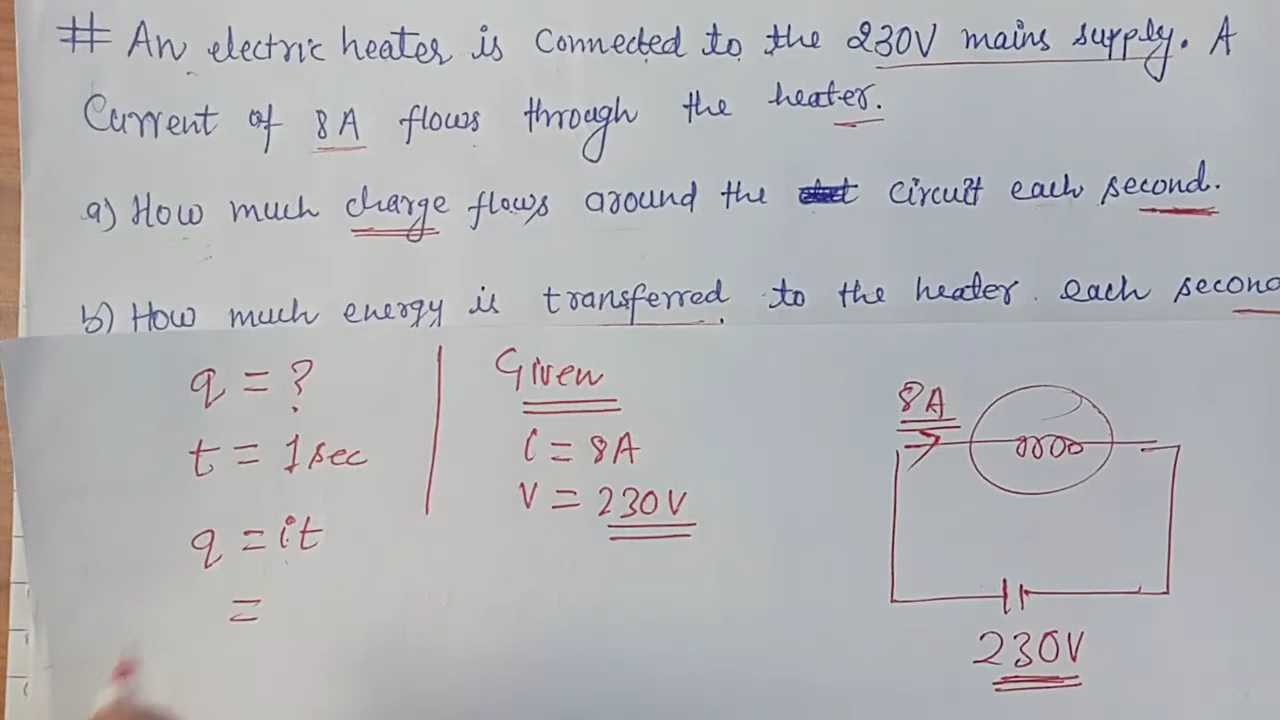 # An electric heater is connected to the 230V mains supply. A
Current of 8A flows through the heater.
a) How much charge flows around the circuit each second.
b) How much energy is transferred to the heater each second
q = ?
t = 1 sec
q = it
=
Given
i = 8A
V = 230V
8A
230V